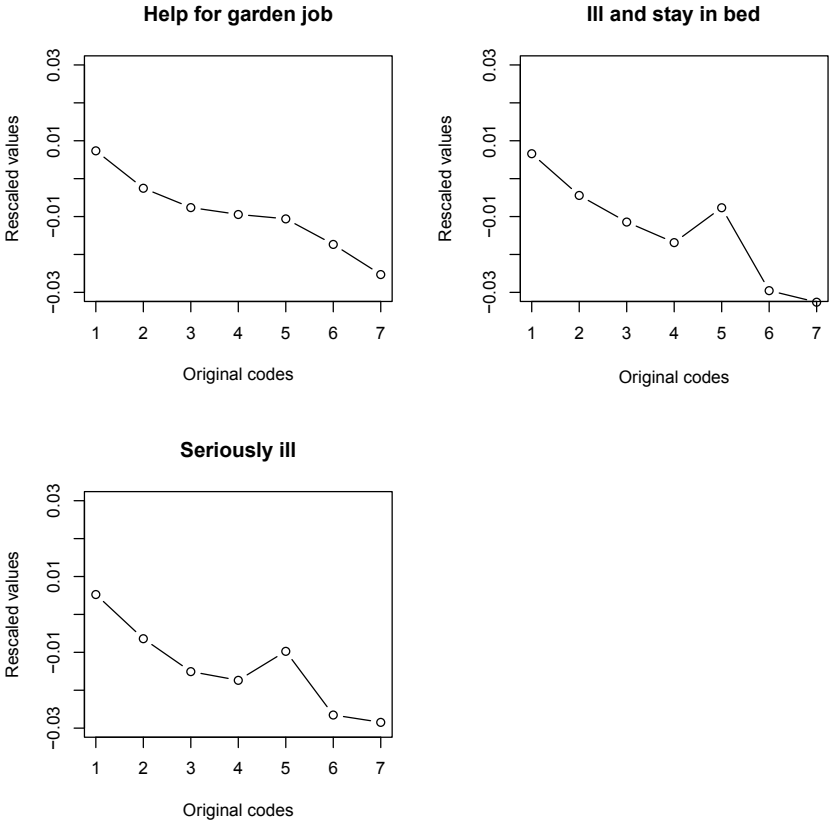 Help for garden job
Rescaled values
0.03
0.01
−0.01
−0.03
1 2 3 4 5 6 7
Original codes
Ill and stay in bed
Rescaled values
0.03
0.01
−0.01
−0.03
1 2 3 4 5 6 7
Original codes
Seriously ill
Rescaled values
0.03
0.01
−0.01
−0.03
1 2 3 4 5 6 7
Original codes